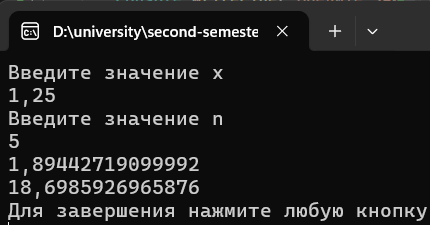 D:\university\second-semeste
Введите значение x
1,25
Введите значение n
5
1,89442719099992
18,6985926965876
Для завершения нажмите любую кнопку